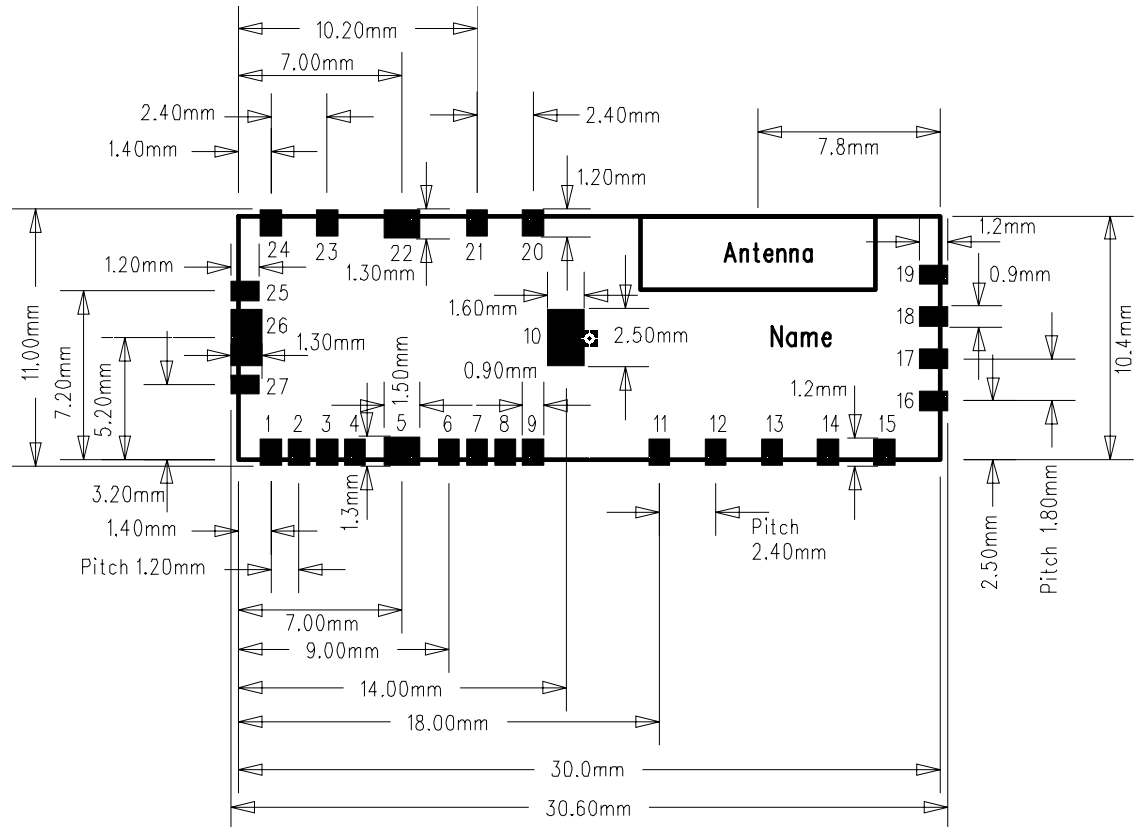 10.20mm
7.00mm
2.40mm
2.40mm
1.40mm
7.8mm
1.20mm
24
23
22
21
20
Antenna
1.2mm
1.20mm
1.30mm
19
0.9mm
25
1.60mm
26
10
2.50mm
18
11.00mm
7.20mm
5.20mm
1.30mm
Name
10.4mm
1.50mm
0.90mm
17
27
1.2mm
16
1
2
3
4
5
6
7
8
9
11
12
13
14
15
3.20mm
1.3mm
1.40mm
Pitch
2.40mm
2.50mm
Pitch 1.80mm
Pitch 1.20mm
7.00mm
9.00mm
14.00mm
18.00mm
30.0mm
30.60mm